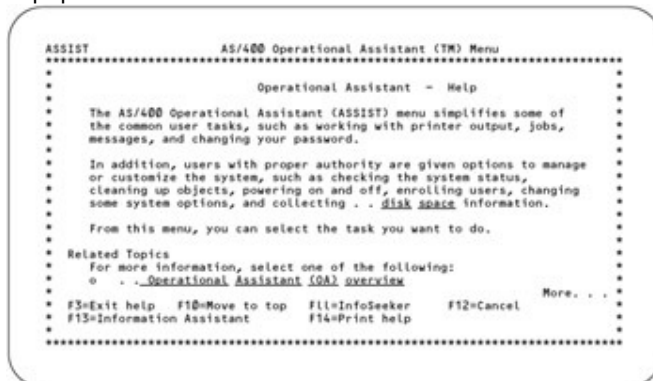 ASSIST AS/400 Operational Assistant (TM) Menu
Operational Assistant - Help
The AS/400 Operational Assistant (ASSIST) menu simplifies some of
the common user tasks, such as working with printer output, jobs,
messages, and changing your password.
In addition, users with proper authority are given options to manage
or customize the system, such as checking the system status,
cleaning up objects, powering on and off, enrolling users, changing
some system options, and collecting . . disk space information.
From this menu, you can select the task you want to do.
Related Topics
For more information, select one of the following:
o . . Operational Assistant (OA) overview
More. . .
F3=Exit help F10=Move to top F11=InfoSeeker F12=Cancel
F13=Information Assistant F14=Print help